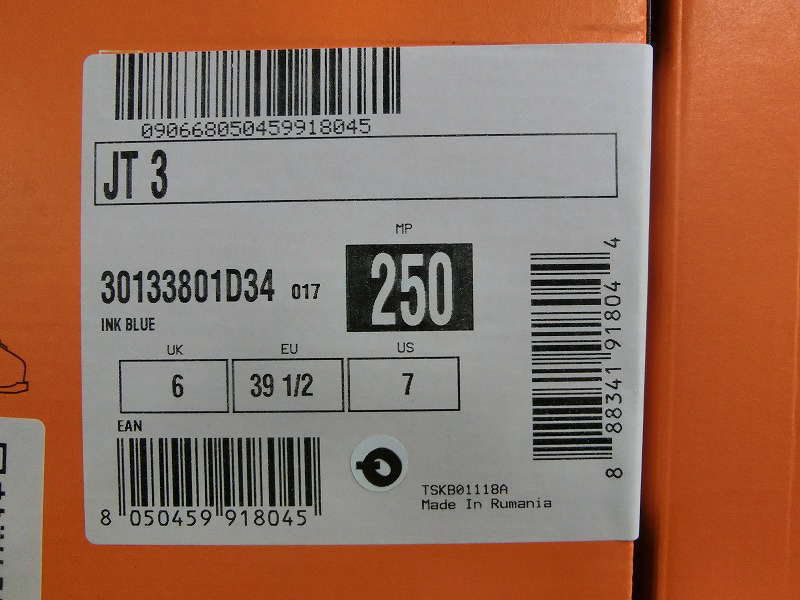 090668050459918045
JT 3
MP
250
30133801D34 017
INK BLUE
UK
EU
US
6
39 1/2
7
EAN
8 050459 918045
TSKB01118A
Made In Rumania
8 88341 91804 4